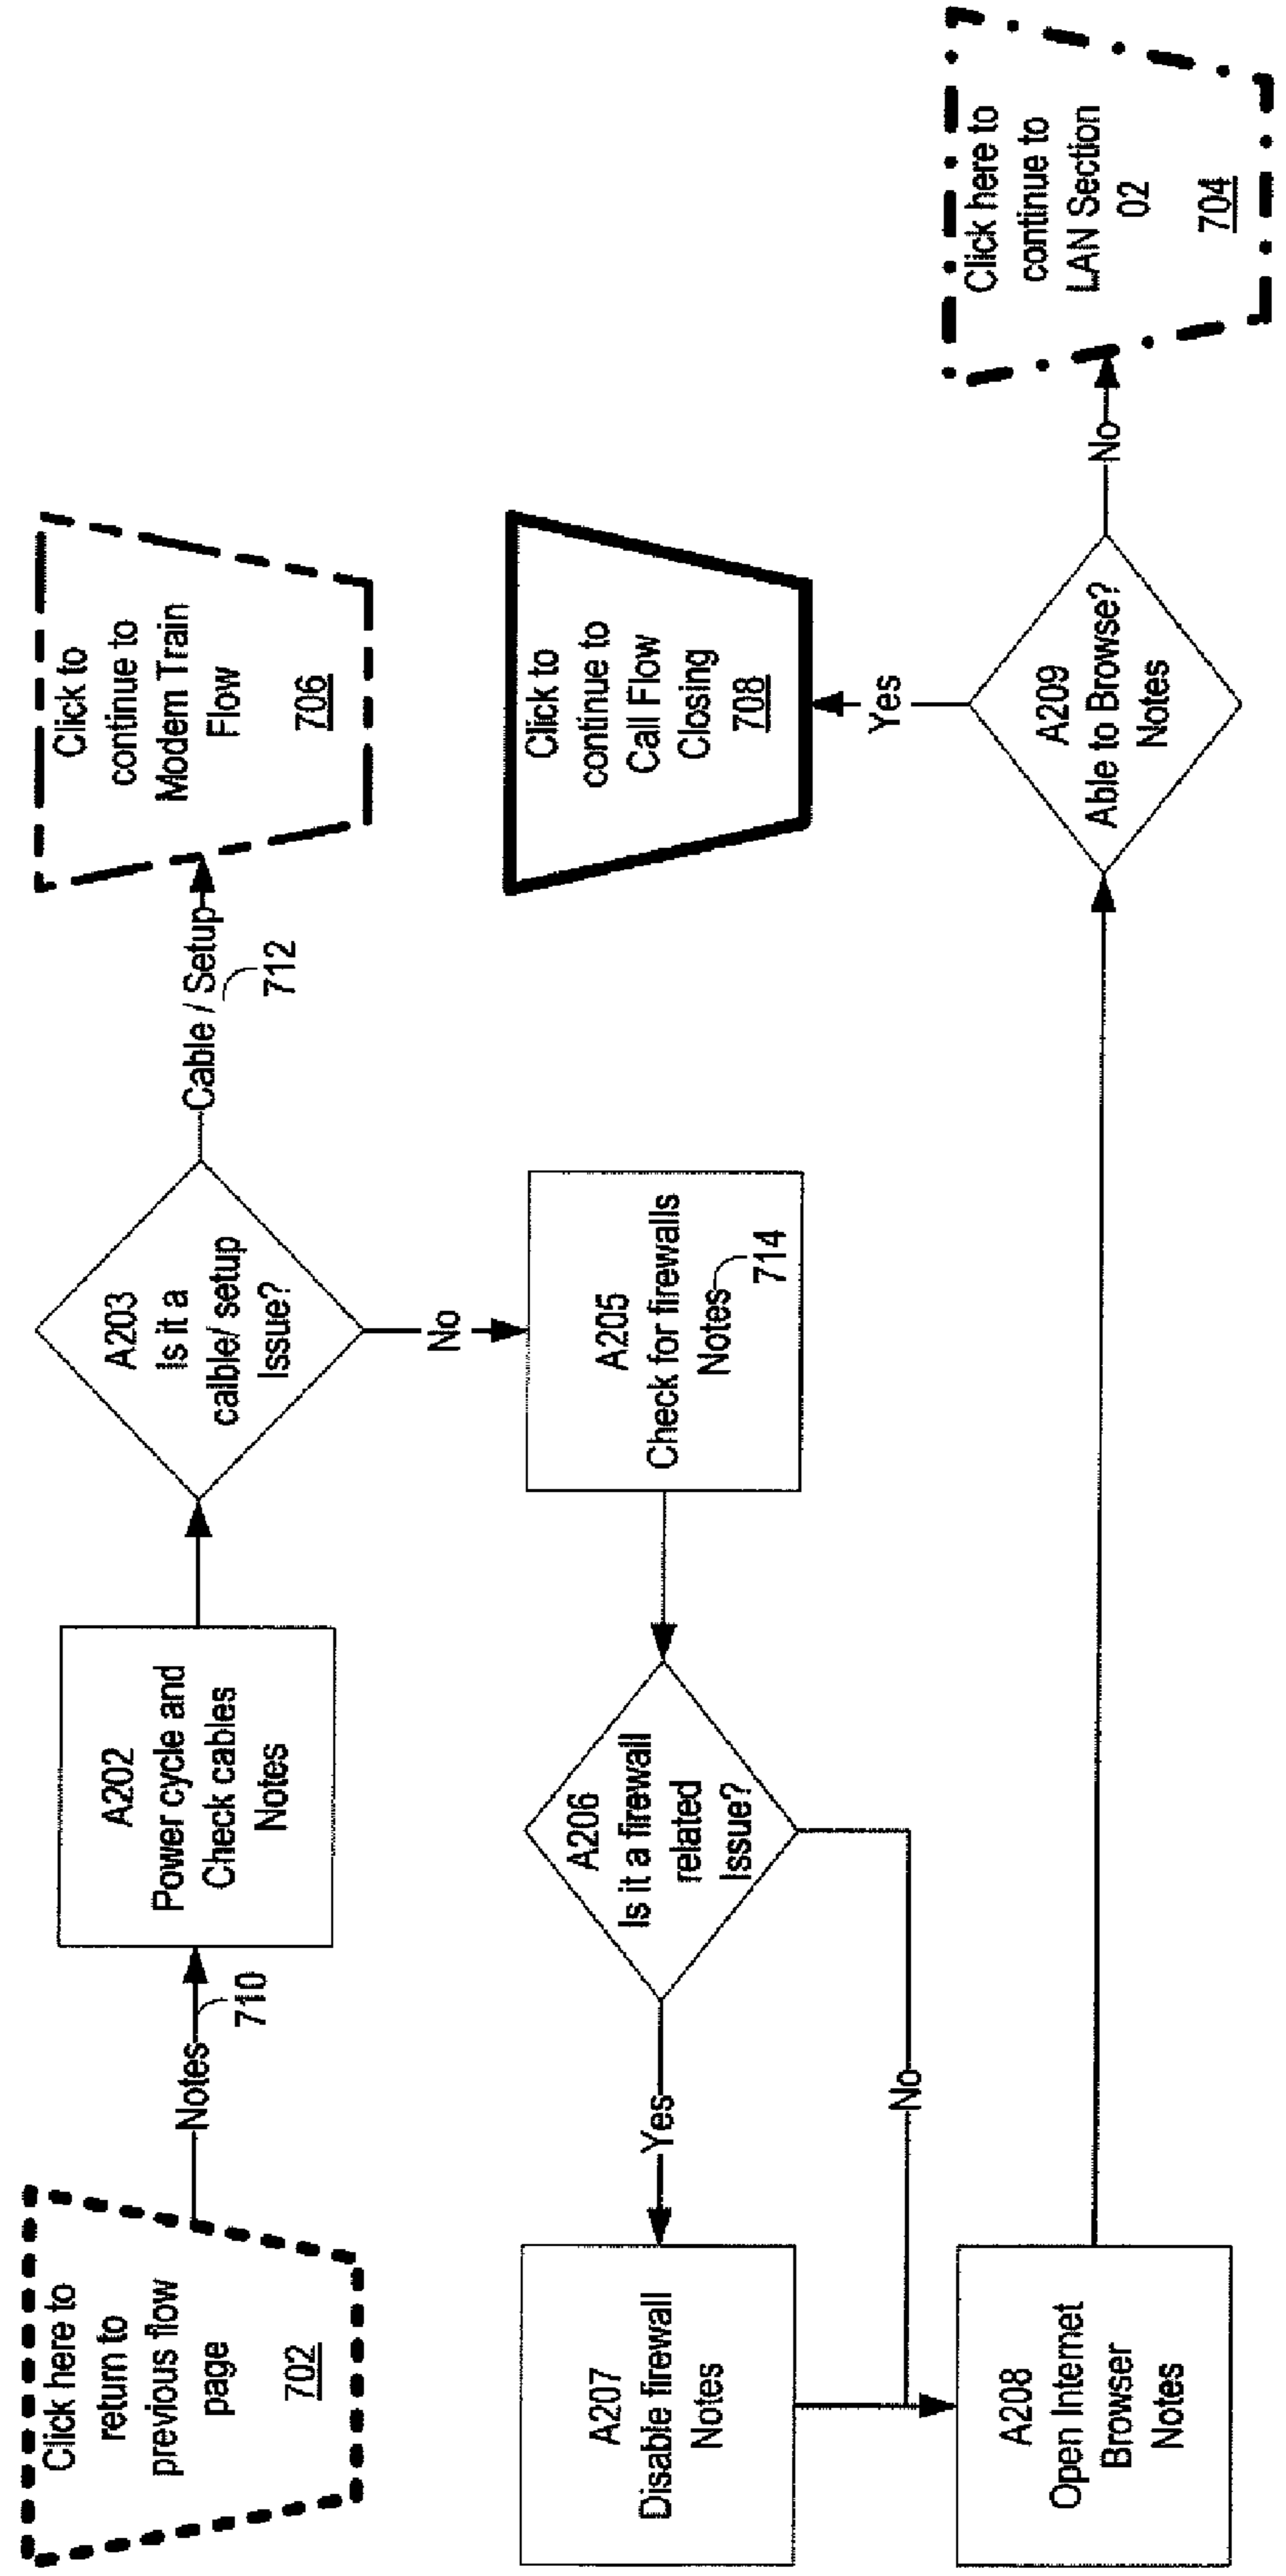 Click here to
return to
previous flow
page
702
Notes
710
A202
Power cycle and
Check cables
Notes
A203
Is it a
calble/ setup
Issue?
Cable / Setup
712
Click to
continue to
Modem Train
Flow
706
No
A205
Check for firewalls
Notes
714
A206
Is it a firewall
related
Issue?
Yes
No
A207
Disable firewall
Notes
A208
Open Internet
Browser
Notes
A209
Able to Browse?
Notes
Yes
Click to
continue to
Call Flow
Closing
708
No
Click here to
continue to
LAN Section
02
704